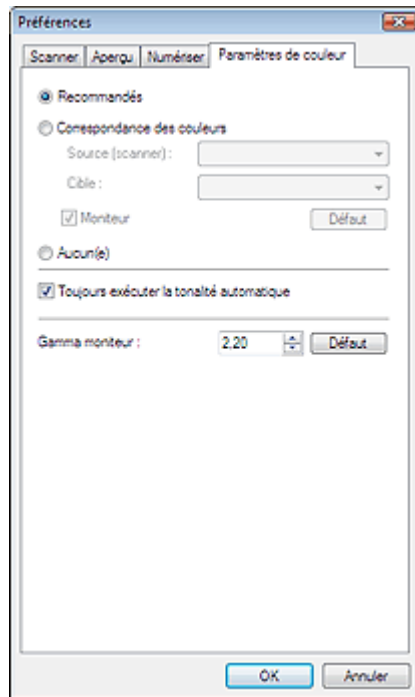 Préférences
Scanner Aperçu Numériser Paramètres de couleur
Recommandés
Correspondance des couleurs
Source (scanner) :
Cible :
Moniteur Défaut
Aucun(e)
Toujours exécuter la tonalité automatique
Gamma moniteur : 2.20 Défaut
OK Annuler